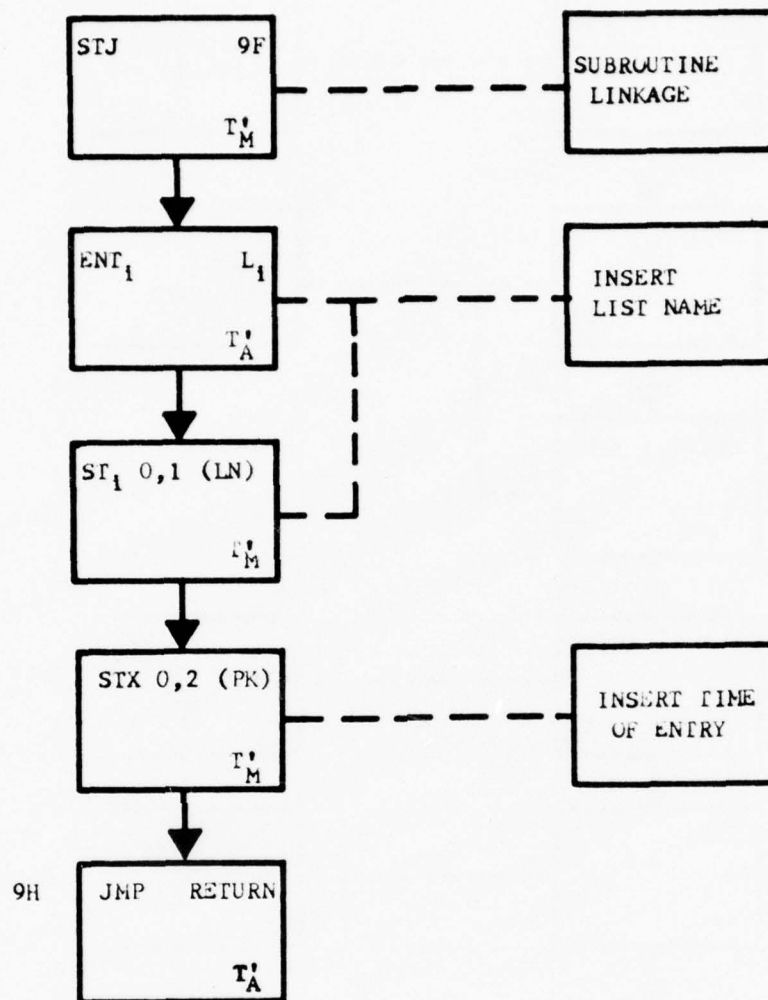 STJ 9F
T'M
SUBROUTINE
LINKAGE
ENTi Li
T'A
INSERT
LIST NAME
STi 0,1 (LN)
T'M
STX 0,2 (PK)
T'M
INSERT TIME
OF ENTRY
9H JMP RETURN
T'A